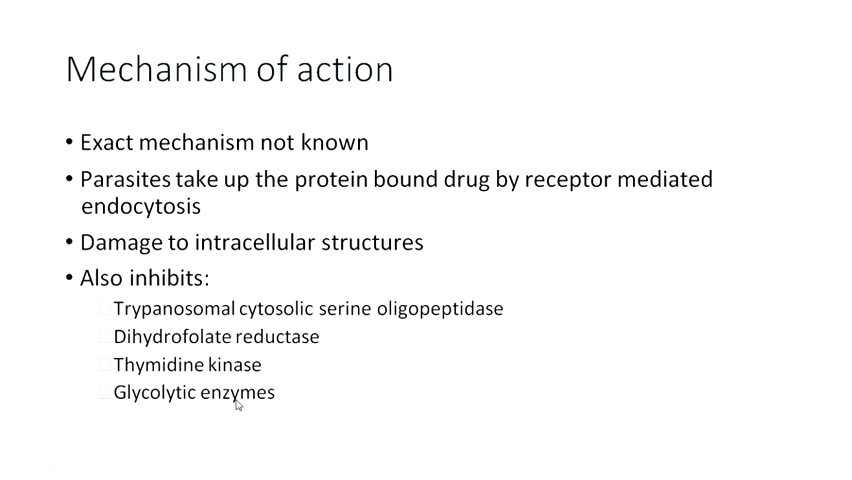 Mechanism of action
• Exact mechanism not known
• Parasites take up the protein bound drug by receptor mediated
endocytosis
• Damage to intracellular structures
• Also inhibits:
Trypanosomal cytosolic serine oligopeptidase
Dihydrofolate reductase
Thymidine kinase
Glycolytic enzymes